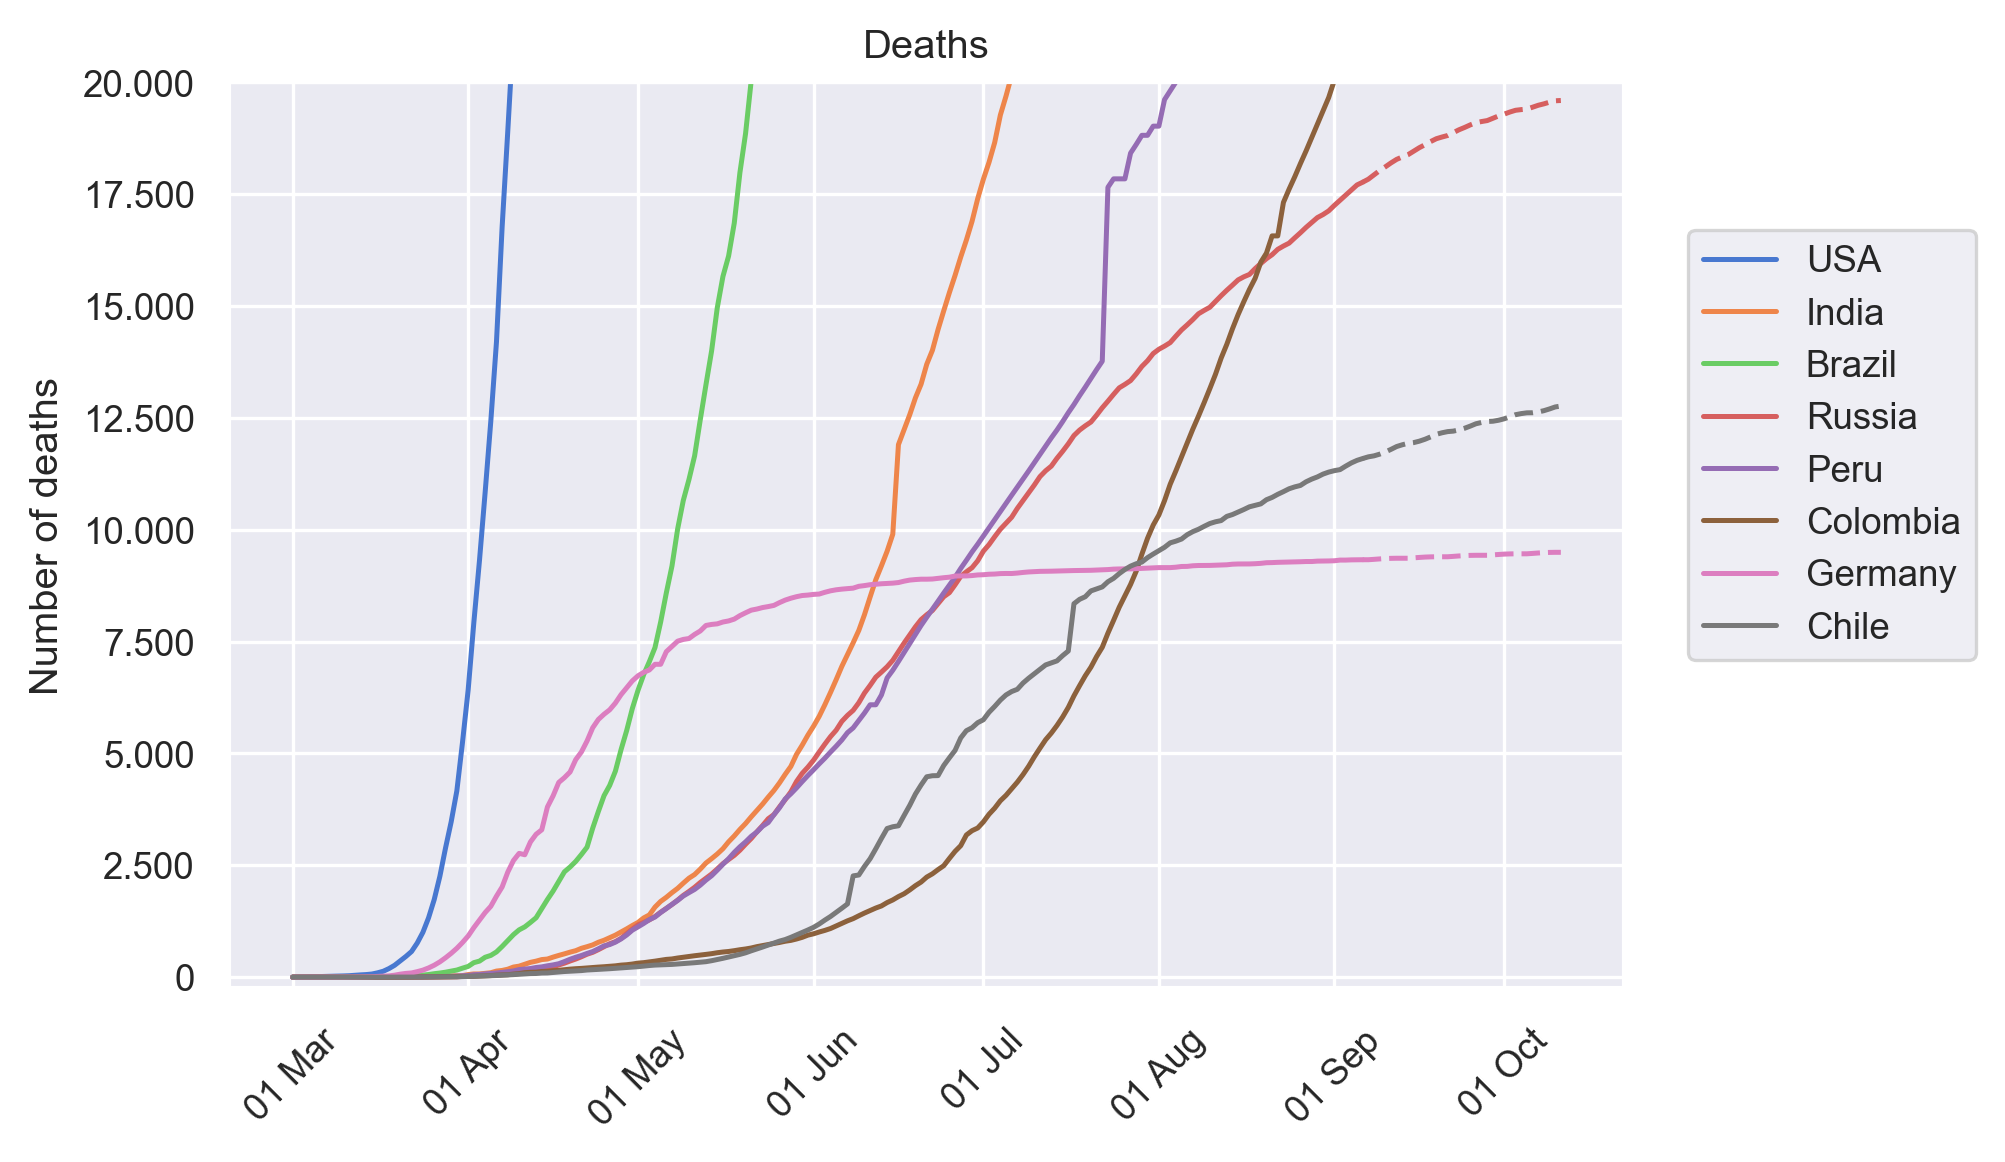 Deaths
20.000
17.500
15.000
12.500
10.000
7.500
5.000
2.500
0
Number of deaths
01 Mar
01 Apr
01 May
01 Jun
01 Jul
01 Aug
01 Sep
01 Oct
USA
India
Brazil
Russia
Peru
Colombia
Germany
Chile